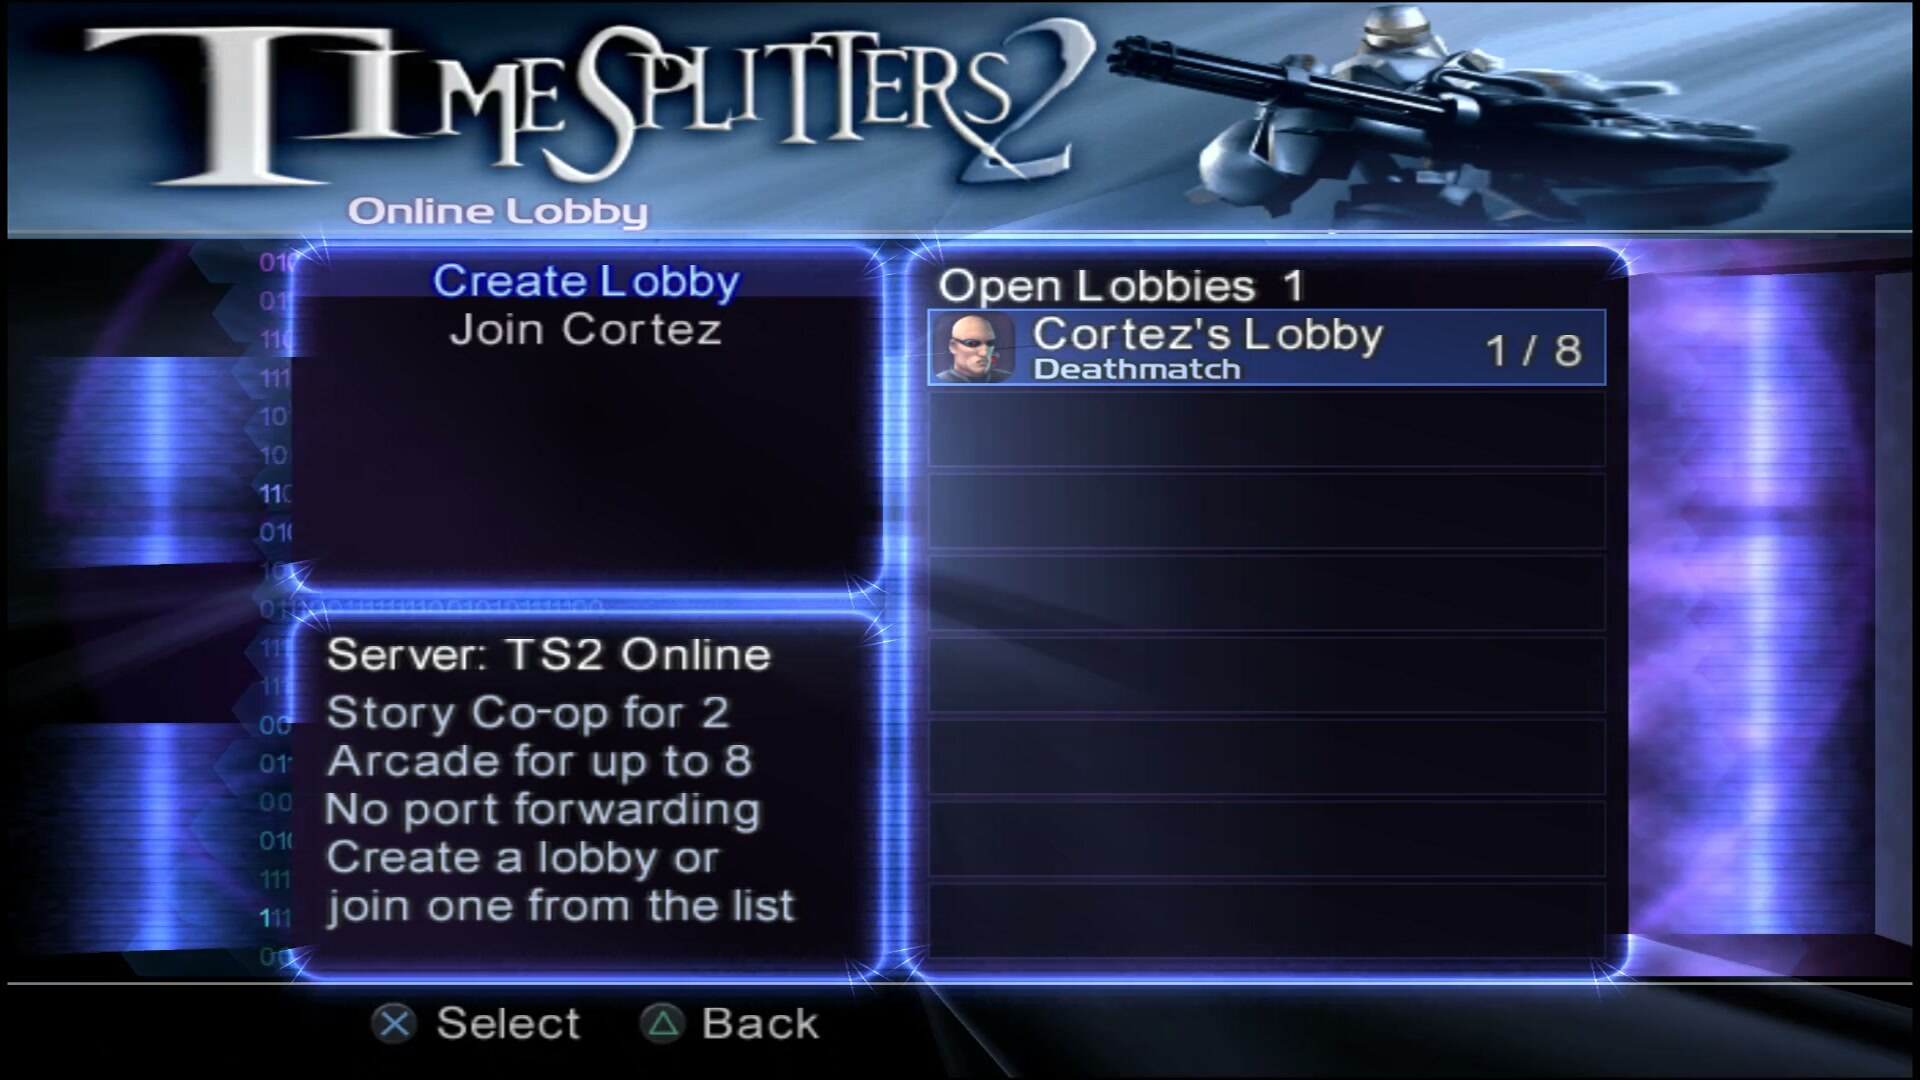 TIMESPLITTERS 2
Online Lobby
Create Lobby
Join Cortez
Server: TS2 Online
Story Co-op for 2
Arcade for up to 8
No port forwarding
Create a lobby or
join one from the list
Open Lobbies 1
Cortez's Lobby
Deathmatch
1 / 8
Select
Back